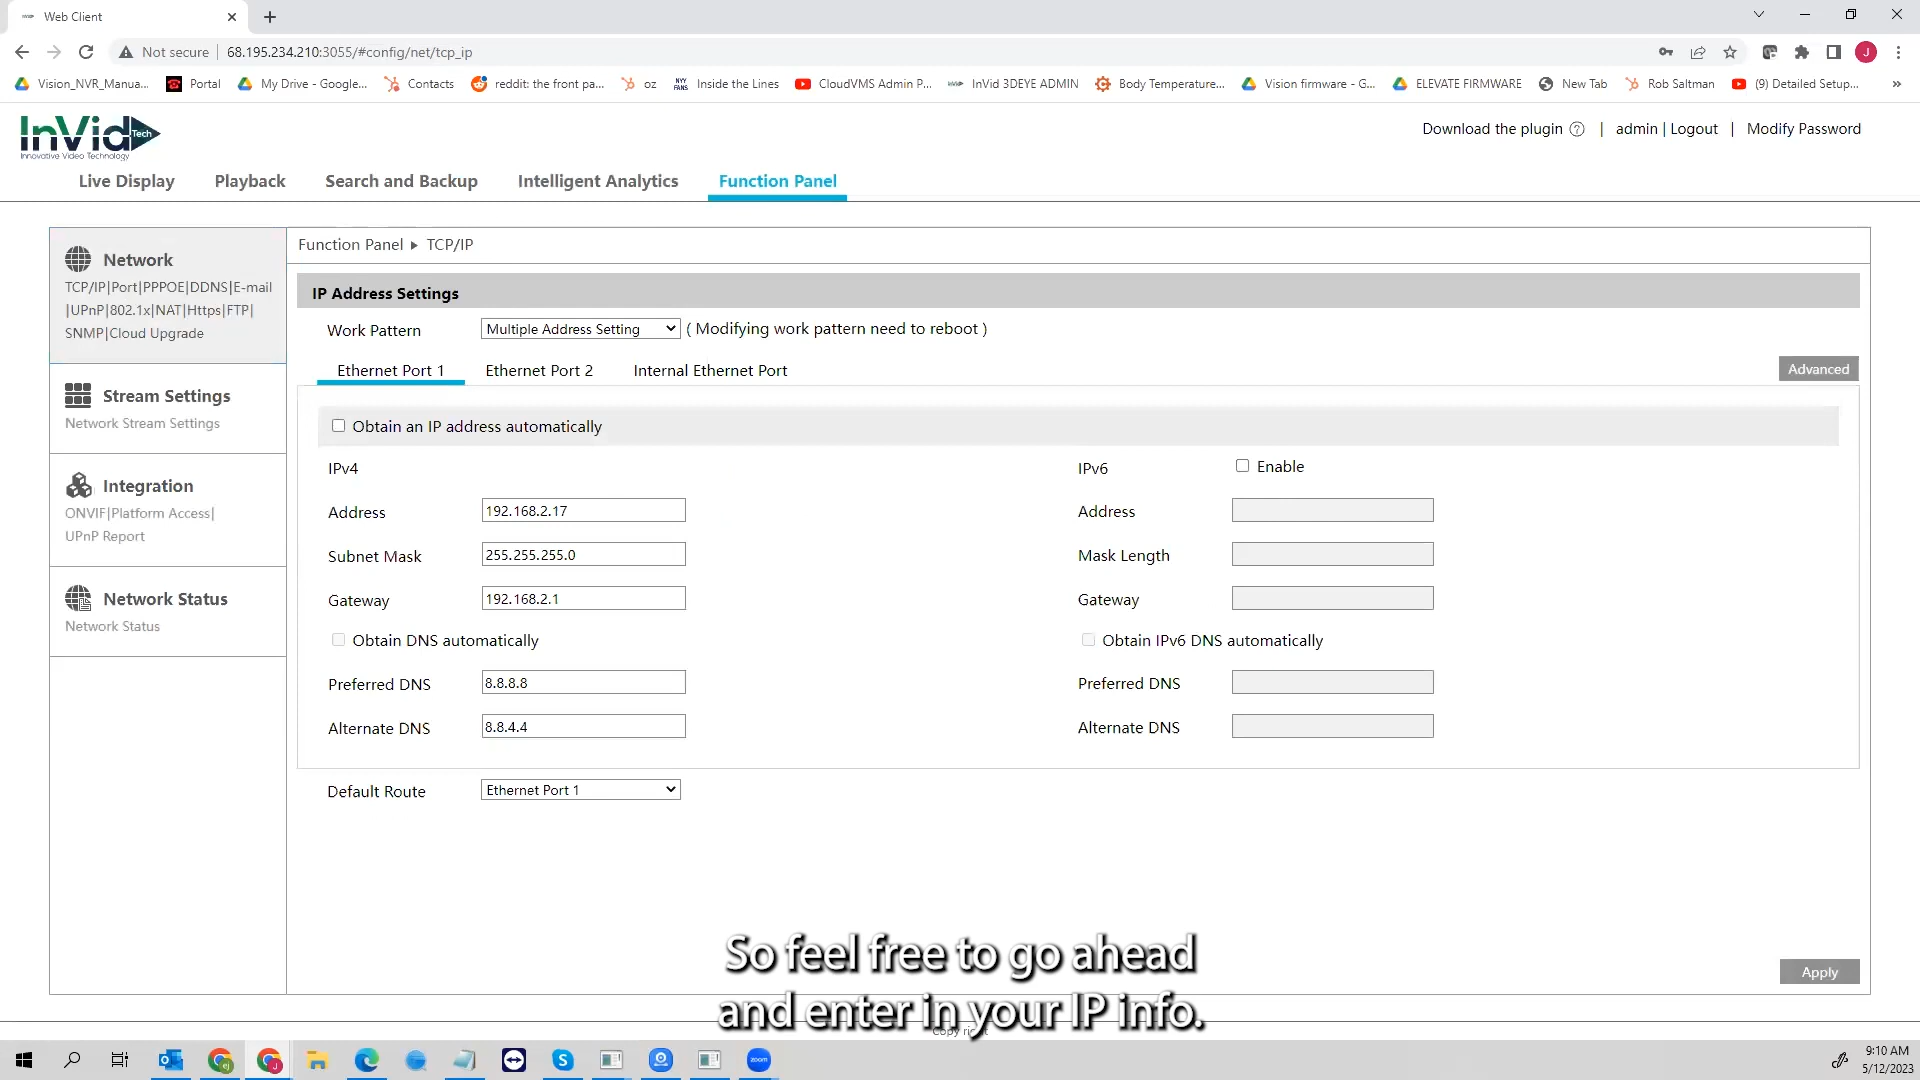 Web Client
Not secure
68.195.234.210:3055/#config/net/tcp_ip
J
Vision_NVR_Manua...
Portal
My Drive - Google...
Contacts
reddit: the front pa...
oz
NYY FANS
Inside the Lines
CloudVMS Admin P...
InVid 3DEYE ADMIN
Body Temperature...
Vision firmware - G...
ELEVATE FIRMWARE
New Tab
Rob Saltman
(9) Detailed Setup...
»
InVid Tech
Innovative Video Technology
Download the plugin ? | admin | Logout | Modify Password
Live Display
Playback
Search and Backup
Intelligent Analytics
Function Panel
Network
TCP/IP|Port|PPPOE|DDNS|E-mail
|UPnP|802.1x|NAT|Https|FTP|
SNMP|Cloud Upgrade
Stream Settings
Network Stream Settings
Integration
ONVIF|Platform Access|
UPnP Report
Network Status
Network Status
Function Panel ▸ TCP/IP
IP Address Settings
Work Pattern
Multiple Address Setting
( Modifying work pattern need to reboot )
Ethernet Port 1
Ethernet Port 2
Internal Ethernet Port
Advanced
Obtain an IP address automatically
IPv4
Address
192.168.2.17
Subnet Mask
255.255.255.0
Gateway
192.168.2.1
Obtain DNS automatically
Preferred DNS
8.8.8.8
Alternate DNS
8.8.4.4
IPv6
Enable
Address
Mask Length
Gateway
Obtain IPv6 DNS automatically
Preferred DNS
Alternate DNS
Default Route
Ethernet Port 1
Apply
So feel free to go ahead
and enter in your IP info.
Copy right
zoom
9:10 AM
5/12/2023